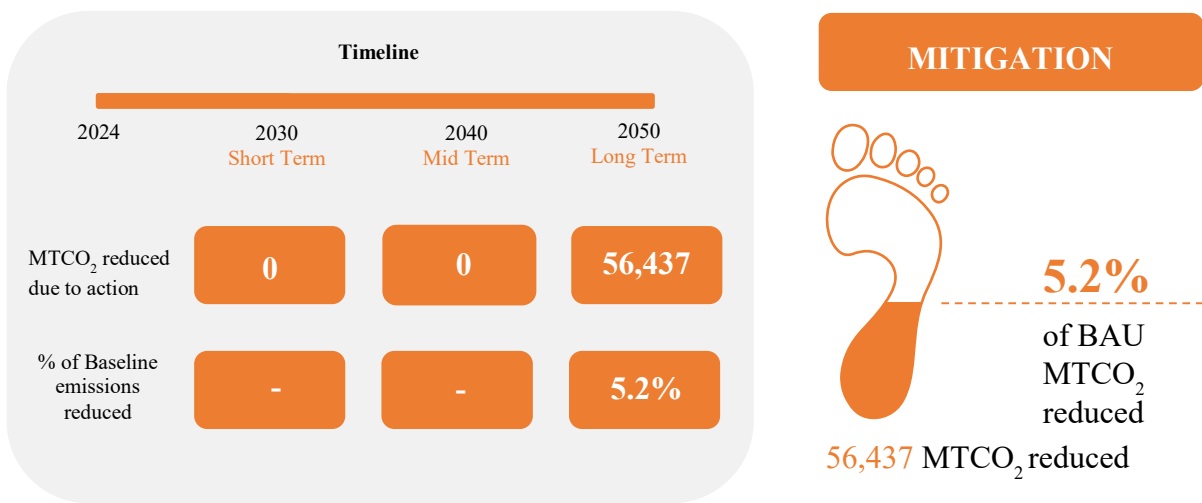 Timeline
2024
2030
Short Term
2040
Mid Term
2050
Long Term
MTCO₂ reduced
due to action
0
0
56,437
% of Baseline
emissions
reduced
-
-
5.2%
MITIGATION
5.2%
of BAU
MTCO₂
reduced
56,437 MTCO₂ reduced